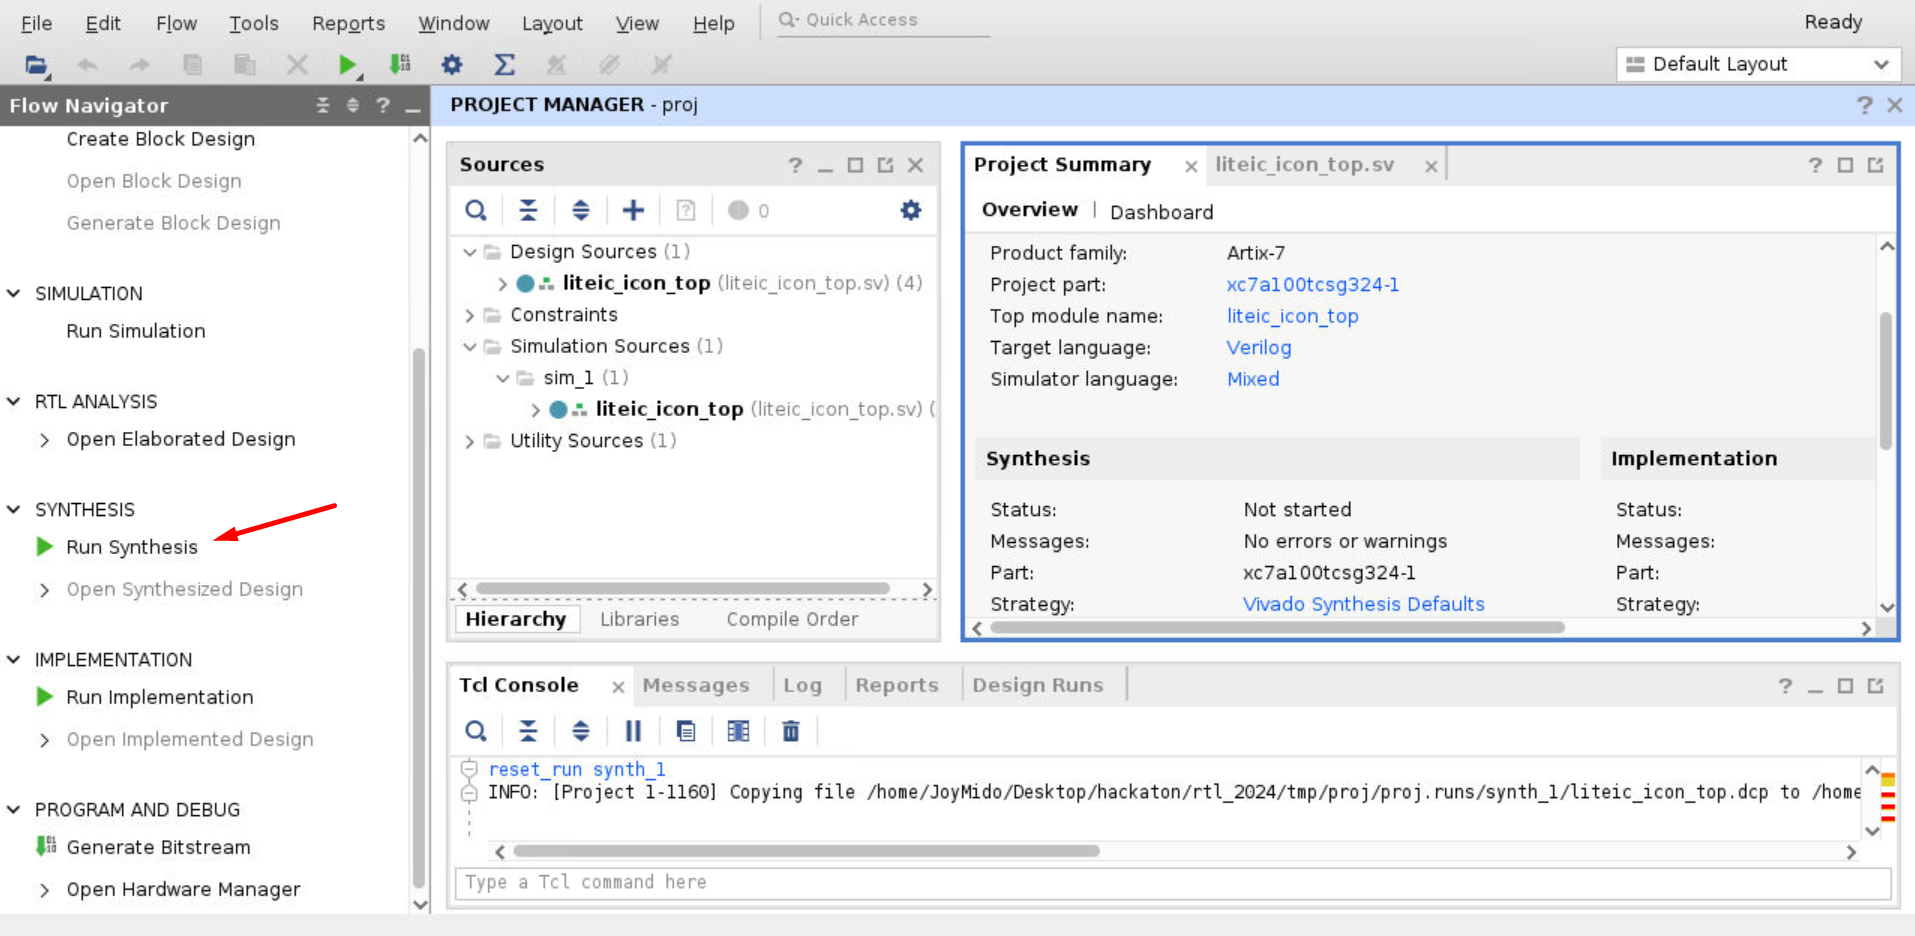 File Edit Flow Tools Reports Window Layout View Help Quick Access Ready
Default Layout
Flow Navigator
Create Block Design
Open Block Design
Generate Block Design
SIMULATION
Run Simulation
RTL ANALYSIS
Open Elaborated Design
SYNTHESIS
Run Synthesis
Open Synthesized Design
IMPLEMENTATION
Run Implementation
Open Implemented Design
PROGRAM AND DEBUG
Generate Bitstream
Open Hardware Manager
PROJECT MANAGER - proj
Sources
0
Design Sources (1)
liteic_icon_top (liteic_icon_top.sv) (4)
Constraints
Simulation Sources (1)
sim_1 (1)
liteic_icon_top (liteic_icon_top.sv) (
Utility Sources (1)
Hierarchy Libraries Compile Order
Project Summary liteic_icon_top.sv
Overview | Dashboard
Product family: Artix-7
Project part: xc7a100tcsg324-1
Top module name: liteic_icon_top
Target language: Verilog
Simulator language: Mixed
Synthesis
Status: Not started
Messages: No errors or warnings
Part: xc7a100tcsg324-1
Strategy: Vivado Synthesis Defaults
Implementation
Status:
Messages:
Part:
Strategy:
Tcl Console Messages Log Reports Design Runs
reset_run synth_1
INFO: [Project 1-1160] Copying file /home/JoyMido/Desktop/hackaton/rtl_2024/tmp/proj/proj.runs/synth_1/liteic_icon_top.dcp to /home
Type a Tcl command here